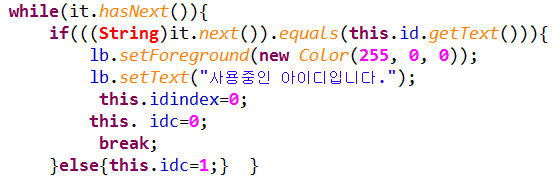 while(it.hasNext()){
if(((String)it.next()).equals(this.id.getText())){
lb.setForeground(new Color(255, 0, 0));
lb.setText("사용중인 아이디입니다.");
this.idindex=0;
this. idc=0;
break;
}else{this.idc=1;} }